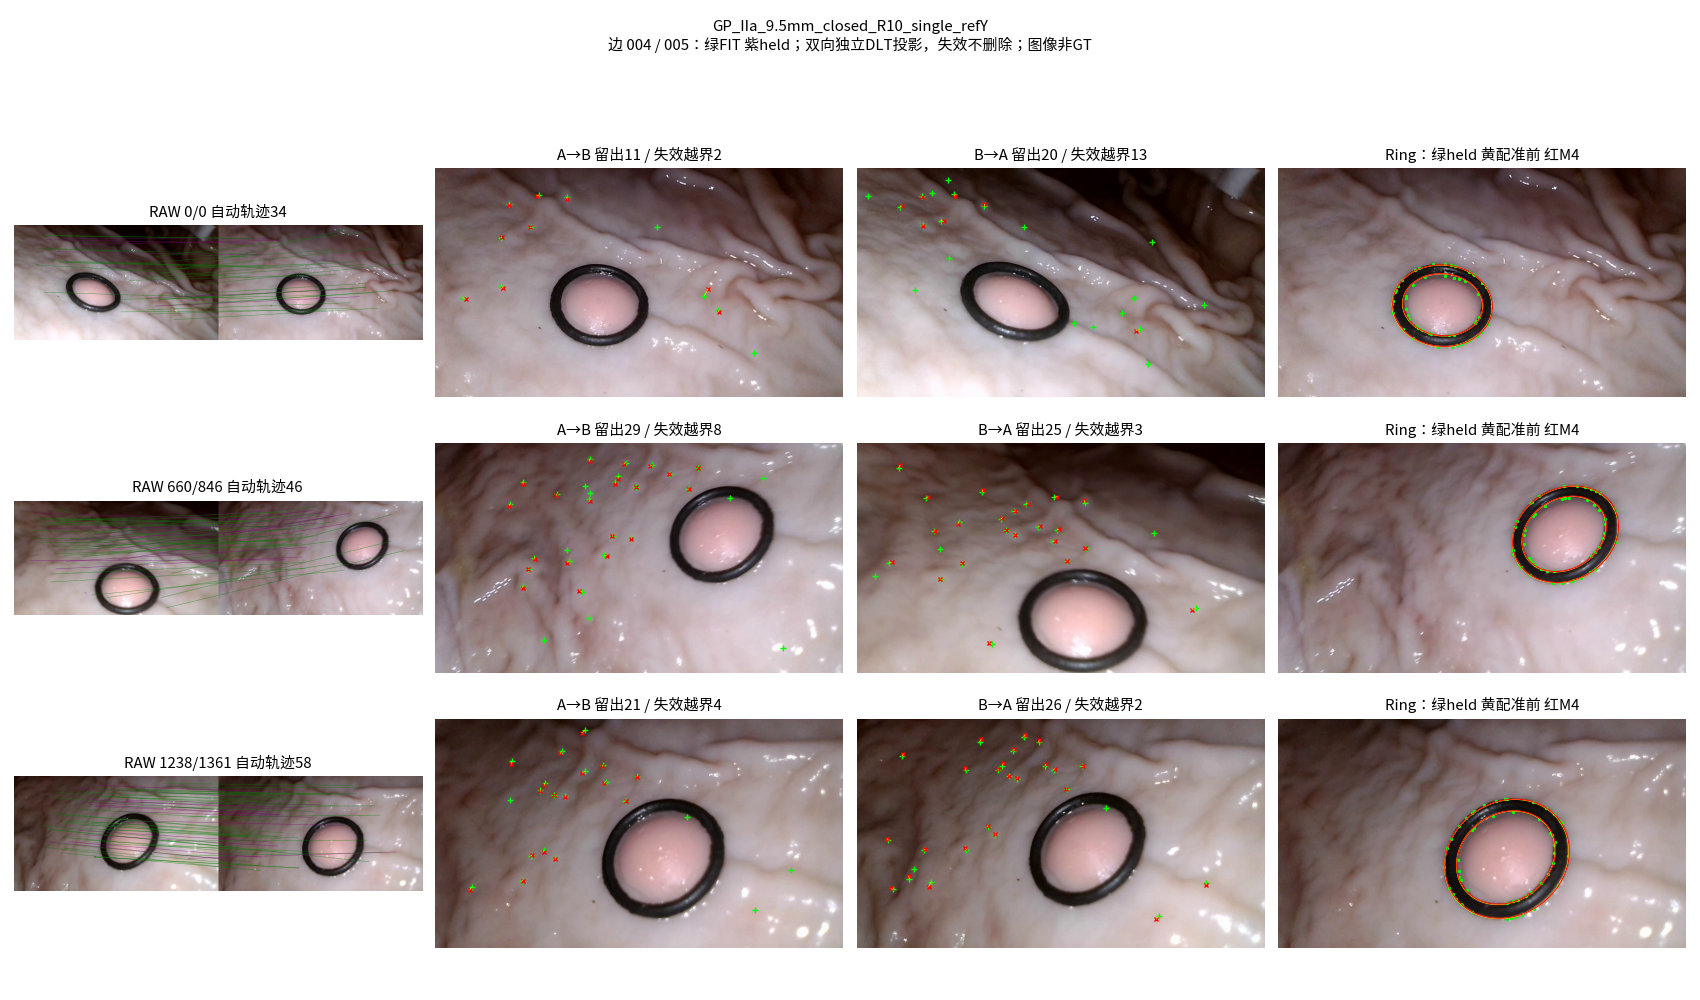 GP_IIa_9.5mm_closed_R10_single_refY
边 004 / 005：绿FIT 紫held；双向独立DLT投影，失效不删除；图像非GT
RAW 0/0 自动轨迹34
A→B 留出11 / 失效越界2
B→A 留出20 / 失效越界13
Ring：绿held 黄配准前 红M4
RAW 660/846 自动轨迹46
A→B 留出29 / 失效越界8
B→A 留出25 / 失效越界3
Ring：绿held 黄配准前 红M4
RAW 1238/1361 自动轨迹58
A→B 留出21 / 失效越界4
B→A 留出26 / 失效越界2
Ring：绿held 黄配准前 红M4